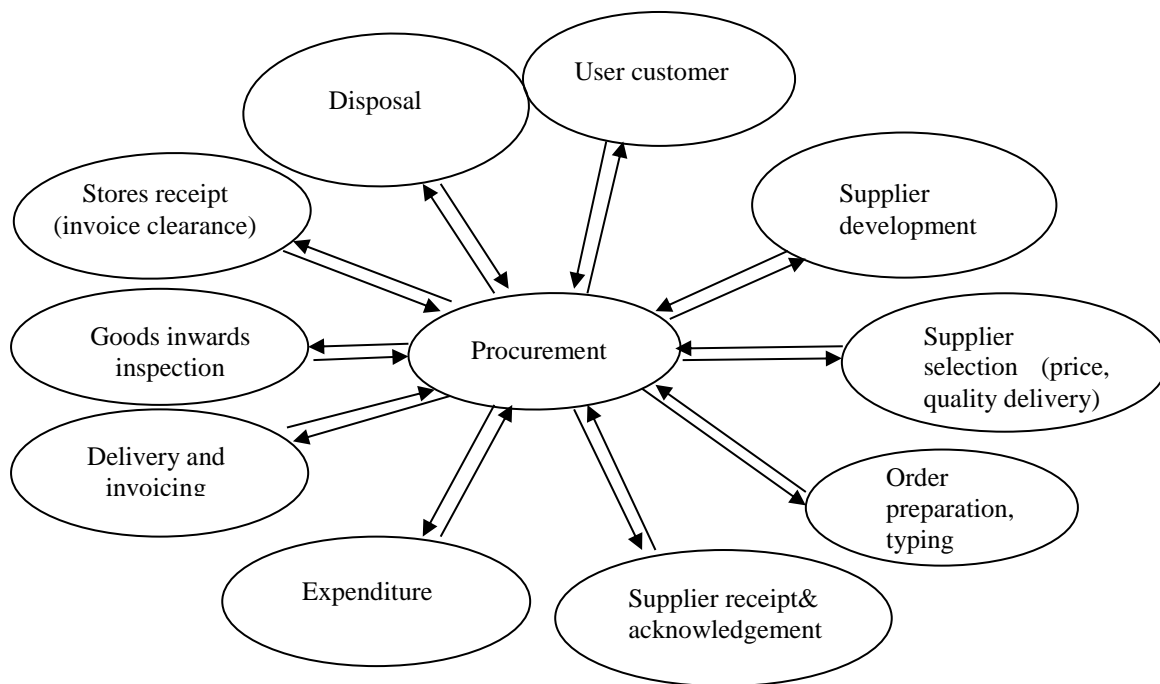 User customer
Disposal
Stores receipt
(invoice clearance)
Supplier
development
Goods inwards
inspection
Procurement
Supplier
selection (price,
quality delivery)
Delivery and
invoicing
Order
preparation,
typing
Expenditure
Supplier receipt&
acknowledgement